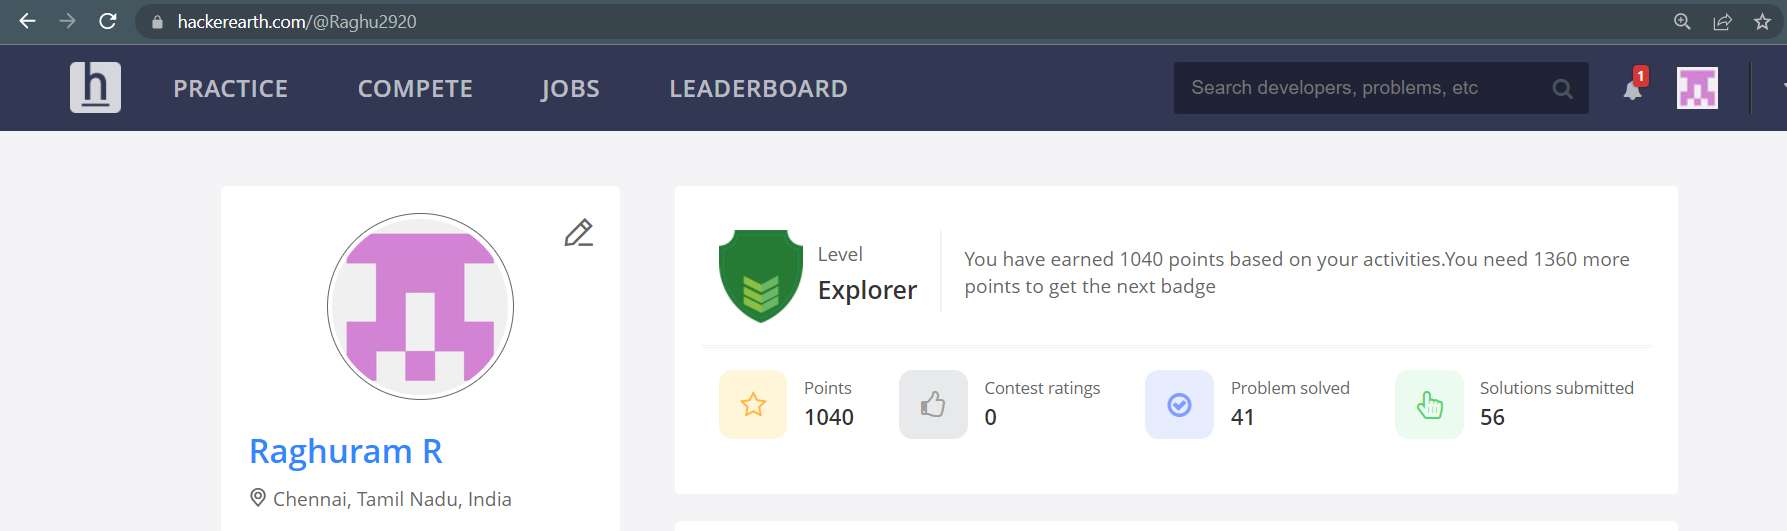 hackerearth.com/@Raghu2920
h
PRACTICE COMPETE JOBS LEADERBOARD
Search developers, problems, etc
1
Raghuram R
Chennai, Tamil Nadu, India
Level
Explorer
You have earned 1040 points based on your activities.You need 1360 more
points to get the next badge
Points
1040
Contest ratings
0
Problem solved
41
Solutions submitted
56